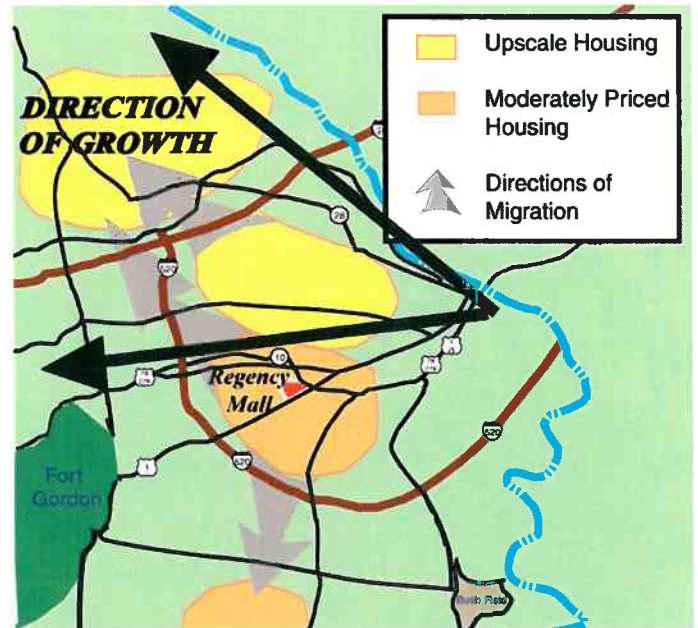 Upscale Housing
Moderately Priced
Housing
Directions of
Migration
DIRECTION
OF GROWTH
28
520
10
Regency
Mall
1
520
520
Fort
Gordon